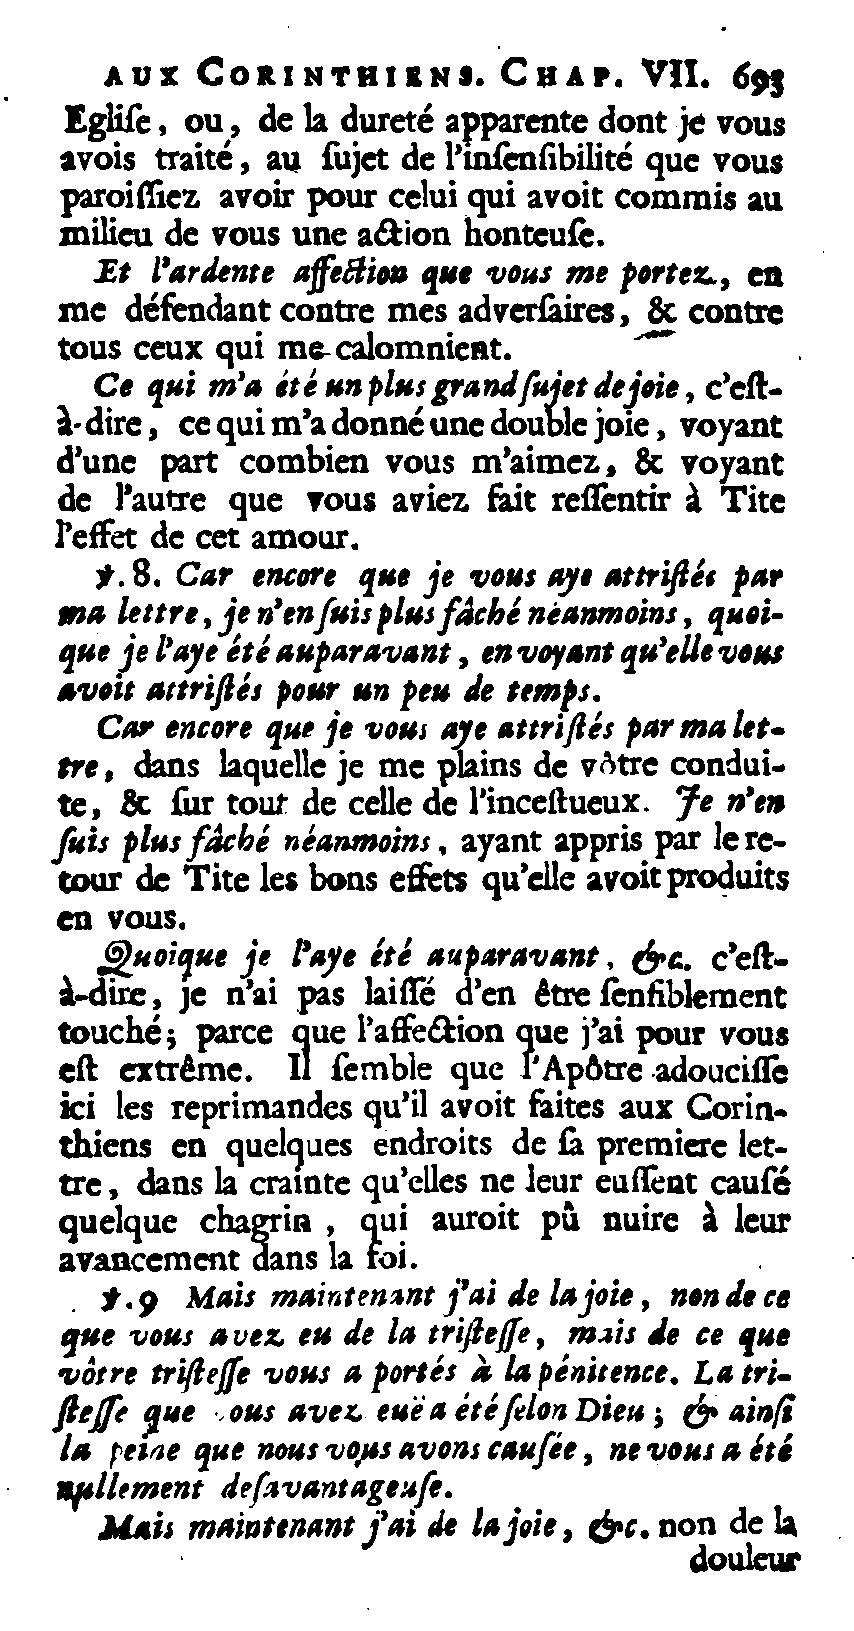 AUX CORINTHIENS. CHAP. VII. 693
Egliſe, ou, de la dureté apparente dont je vous
avois traité, au ſujet de l'inſenſibilité que vous
paroiſſiez avoir pour celui qui avoit commis au
milieu de vous une action honteuſe.
Et l'ardente affection que vous me portez, en
me défendant contre mes adverſaires, & contre
tous ceux qui me calomnient.
Ce qui m'a été un plus grand ſujet de joie, c'eſt-
à-dire, ce qui m'a donné une double joie, voyant
d'une part combien vous m'aimez, & voyant
de l'autre que vous aviez fait reſſentir à Tite
l'effet de cet amour.
℣. 8. Car encore que je vous aye attriſtés par
ma lettre, je n'en ſuis plus fâché néanmoins, quoi-
que je l'aye été auparavant, en voyant qu'elle vous
avoit attriſtés pour un peu de temps.
Car encore que je vous aye attriſtés par ma let-
tre, dans laquelle je me plains de vôtre condui-
te, & ſur tout de celle de l'inceſtueux. Je n'en
ſuis plus fâché néanmoins, ayant appris par le re-
tour de Tite les bons effets qu'elle avoit produits
en vous.
Quoique je l'aye été auparavant, &c. c'eſt-
à-dire, je n'ai pas laiſſé d'en être ſenſiblement
touché; parce que l'affection que j'ai pour vous
eſt extrême. Il ſemble que l'Apôtre adouciſſe
ici les reprimandes qu'il avoit faites aux Corin-
thiens en quelques endroits de ſa premiere let-
tre, dans la crainte qu'elles ne leur euſſent cauſé
quelque chagrin, qui auroit pû nuire à leur
avancement dans la foi.
℣. 9 Mais maintenant j'ai de la joie, non de ce
que vous avez eu de la triſteſſe, mais de ce que
vôtre triſteſſe vous a portés à la pénitence. La tri-
ſteſſe que ous avez euë a été ſelon Dieu; & ainſi
la peine que nous vous avons cauſée, ne vous a été
nullement deſavantageuſe.
Mais maintenant j'ai de la joie, &c. non de la
douleur